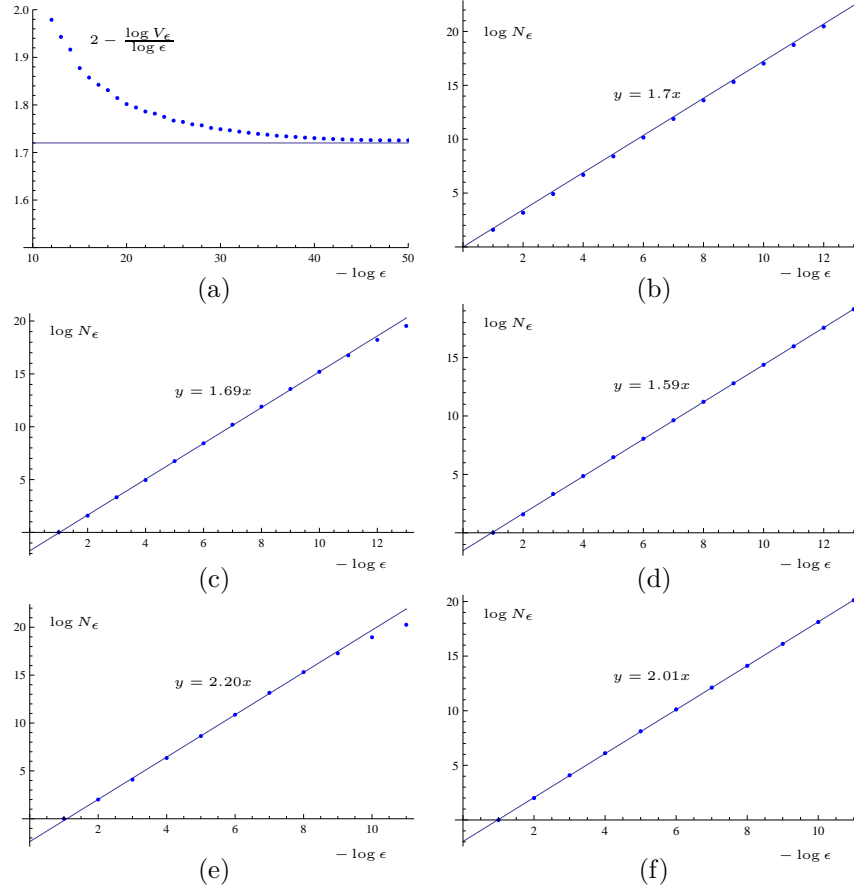 2.0
2 − log V_ϵ / log ϵ
1.9
1.8
1.7
1.6
10 20 30 40 50
− log ϵ
(a)
log N_ϵ
20
15
y = 1.7x
10
5
2 4 6 8 10 12
− log ϵ
(b)
log N_ϵ
15
y = 1.69x
10
5
2 4 6 8 10 12
− log ϵ
(c)
log N_ϵ
15
y = 1.59x
10
5
2 4 6 8 10 12
− log ϵ
(d)
20
log N_ϵ
15
y = 2.20x
10
5
2 4 6 8 10
− log ϵ
(e)
20
log N_ϵ
15
y = 2.01x
10
5
2 4 6 8 10
− log ϵ
(f)